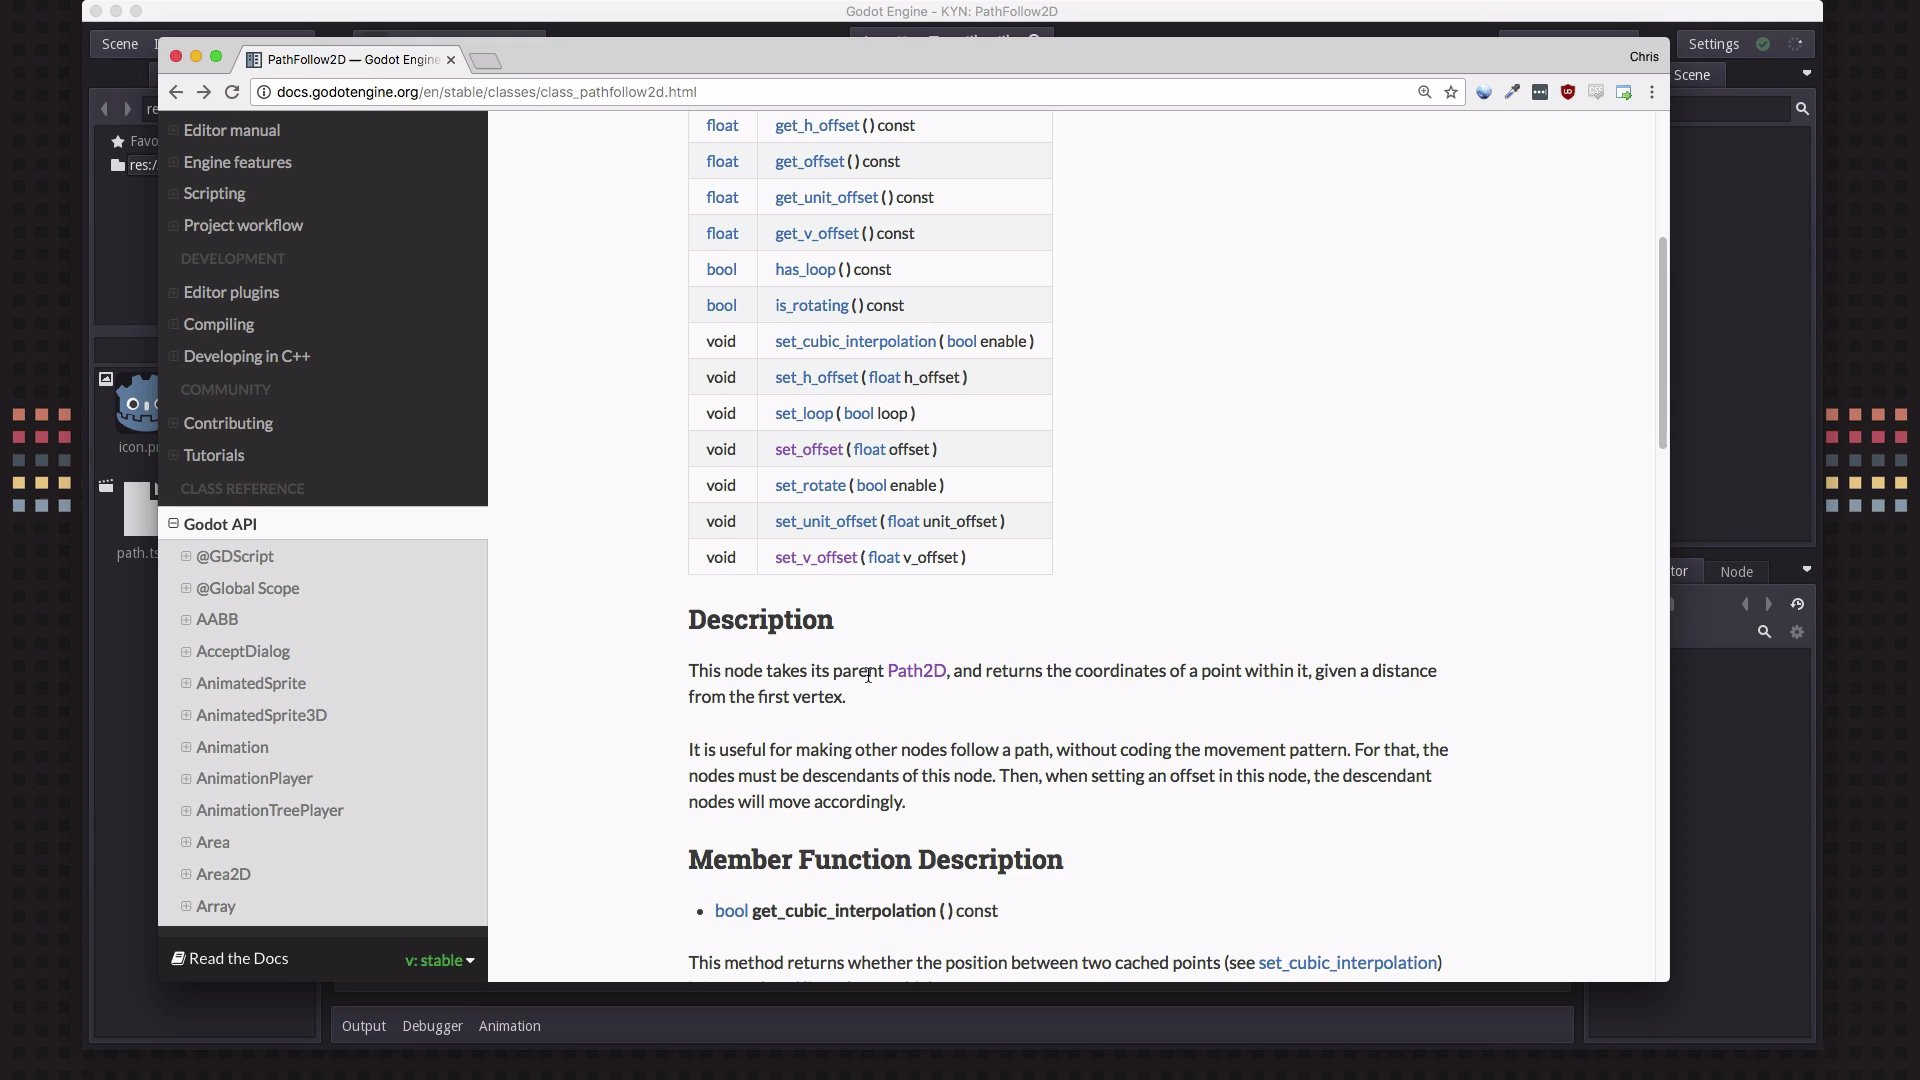 Godot Engine - KYN: PathFollow2D
Scene
Settings
PathFollow2D — Godot Engine
Chris
docs.godotengine.org/en/stable/classes/class_pathfollow2d.html
Scene
Favo
res:/
icon.p
path.ts
Node
Editor manual
Engine features
Scripting
Project workflow
DEVELOPMENT
Editor plugins
Compiling
Developing in C++
COMMUNITY
Contributing
Tutorials
CLASS REFERENCE
Godot API
@GDScript
@Global Scope
AABB
AcceptDialog
AnimatedSprite
AnimatedSprite3D
Animation
AnimationPlayer
AnimationTreePlayer
Area
Area2D
Array
Read the Docs
v: stable
float get_h_offset ( ) const
float get_offset ( ) const
float get_unit_offset ( ) const
float get_v_offset ( ) const
bool has_loop ( ) const
bool is_rotating ( ) const
void set_cubic_interpolation ( bool enable )
void set_h_offset ( float h_offset )
void set_loop ( bool loop )
void set_offset ( float offset )
void set_rotate ( bool enable )
void set_unit_offset ( float unit_offset )
void set_v_offset ( float v_offset )
Description
This node takes its parent Path2D, and returns the coordinates of a point within it, given a distance
from the first vertex.
It is useful for making other nodes follow a path, without coding the movement pattern. For that, the
nodes must be descendants of this node. Then, when setting an offset in this node, the descendant
nodes will move accordingly.
Member Function Description
• bool get_cubic_interpolation ( ) const
This method returns whether the position between two cached points (see set_cubic_interpolation)
Output Debugger Animation